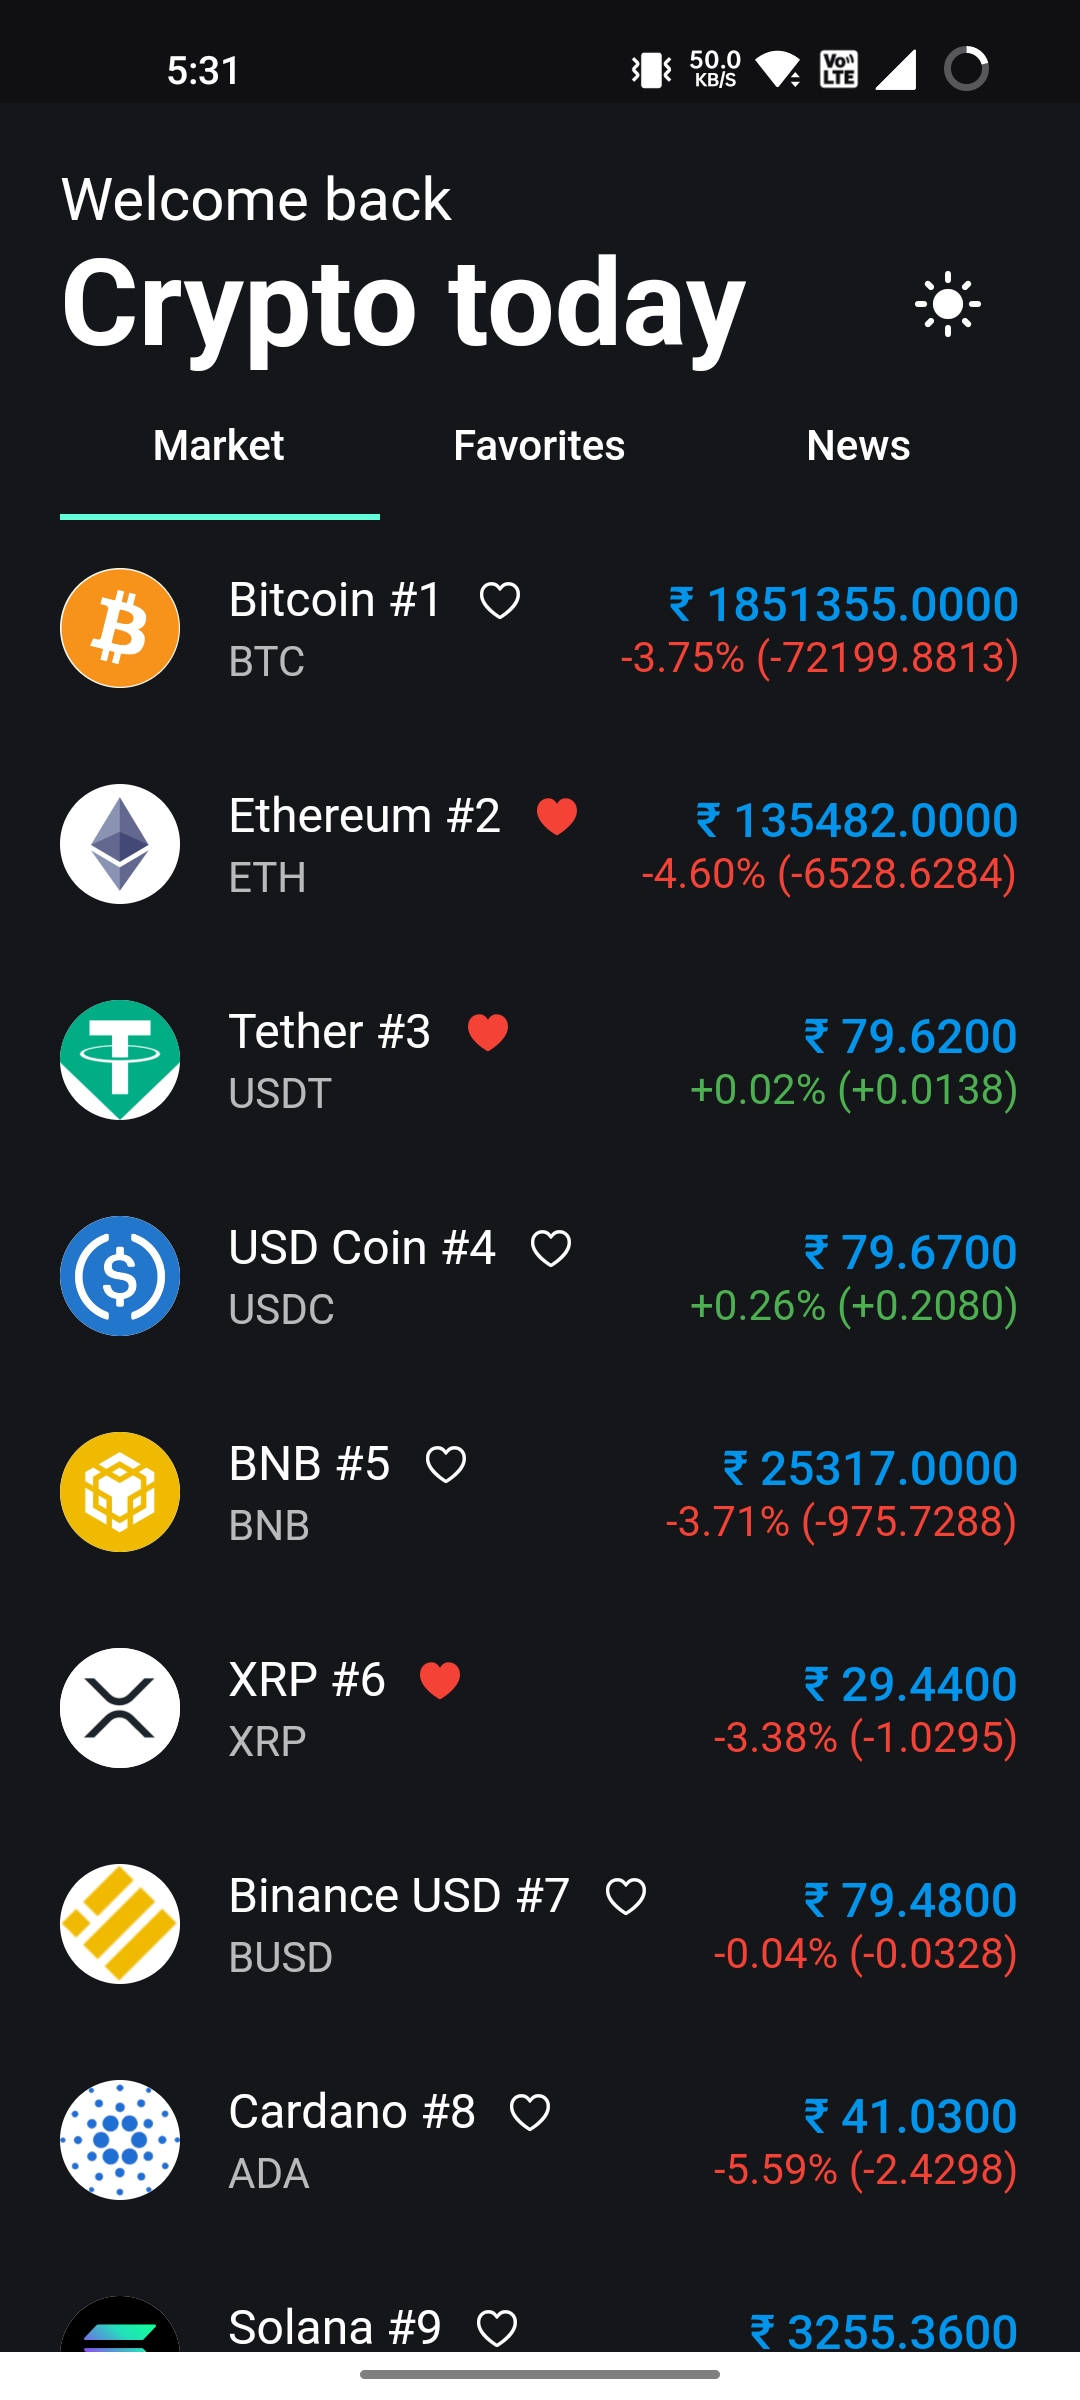 5:31
50.0
KB/S
Vo))
LTE
Welcome back
Crypto today
Market Favorites News
Bitcoin #1 ₹ 1851355.0000
BTC -3.75% (-72199.8813)
Ethereum #2 ₹ 135482.0000
ETH -4.60% (-6528.6284)
Tether #3 ₹ 79.6200
USDT +0.02% (+0.0138)
USD Coin #4 ₹ 79.6700
USDC +0.26% (+0.2080)
BNB #5 ₹ 25317.0000
BNB -3.71% (-975.7288)
XRP #6 ₹ 29.4400
XRP -3.38% (-1.0295)
Binance USD #7 ₹ 79.4800
BUSD -0.04% (-0.0328)
Cardano #8 ₹ 41.0300
ADA -5.59% (-2.4298)
Solana #9 ₹ 3255.3600